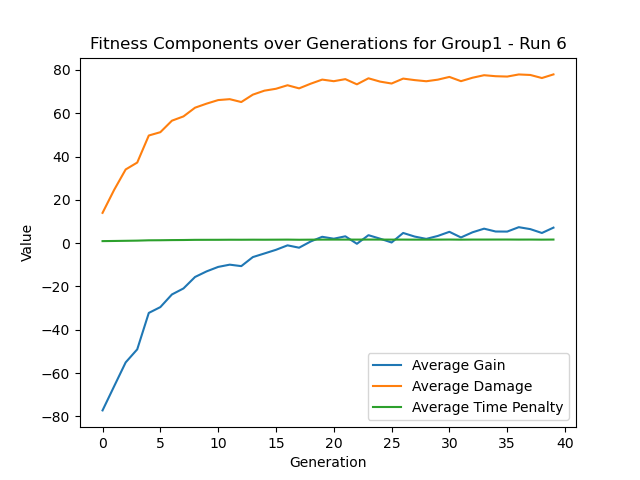 Fitness Components over Generations for Group1 - Run 6
80
60
40
20
0
−20
−40
−60
−80
Value
Average Gain
Average Damage
Average Time Penalty
0 5 10 15 20 25 30 35 40
Generation